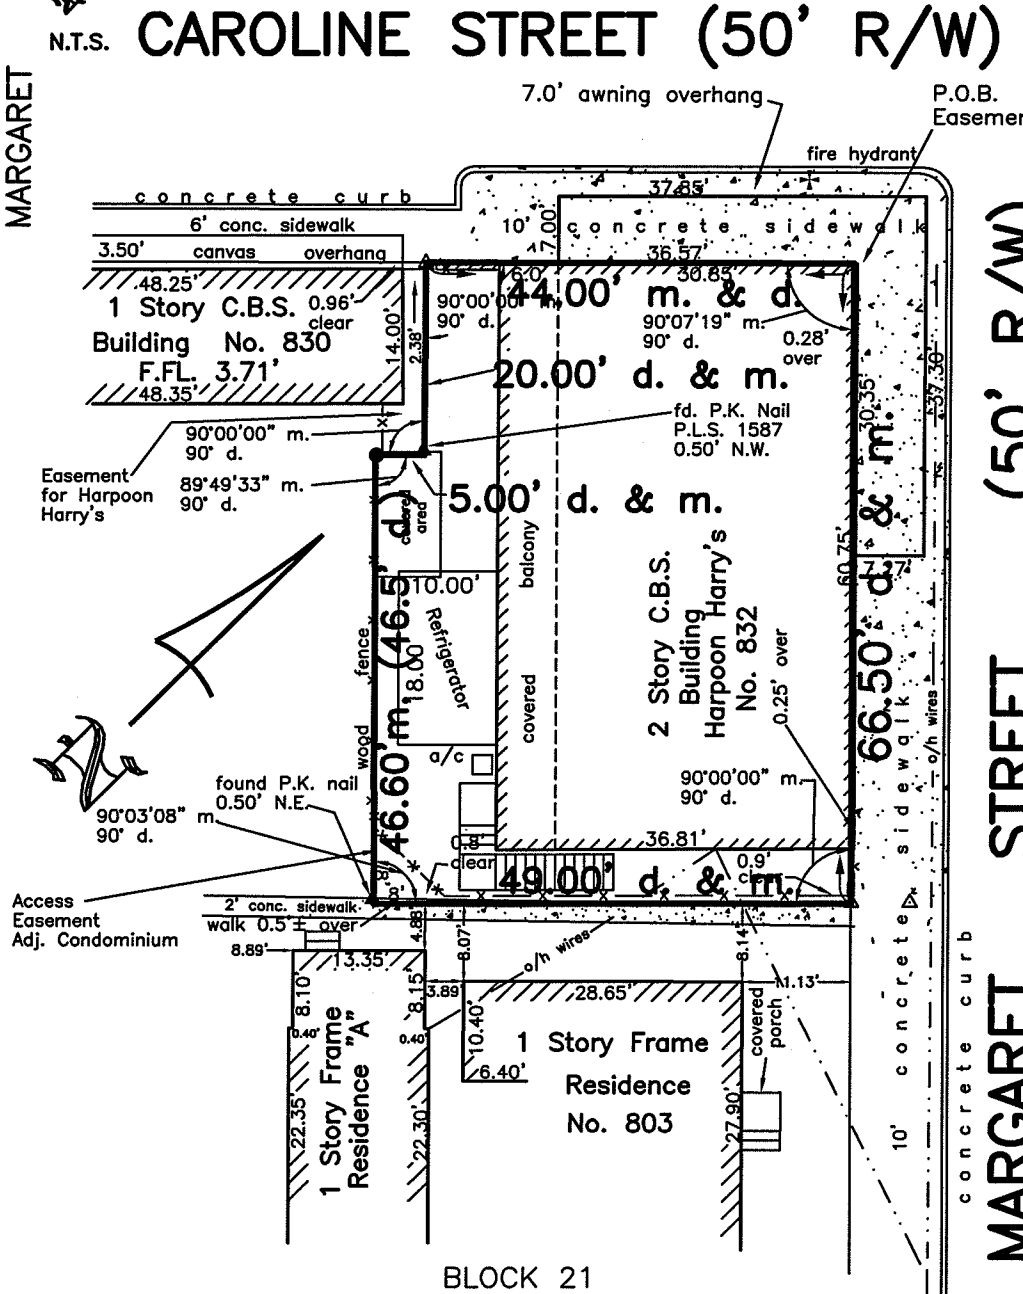 N.T.S.
CAROLINE STREET (50' R/W)
MARGARET
7.0' awning overhang
P.O.B.
Easemen
fire hydrant
concrete curb
37.85'
6' conc. sidewalk
10' concrete sidewalk
7.00'
3.50' canvas overhang
36.57'
48.25'
6.0'
30.85'
1 Story C.B.S.
Building No. 830
F.FL. 3.71'
48.35'
0.96'
clear
14.00'
2.38'
90°00'00" m.
90° d.
44.00' m. & d.
90°07'19" m.
90° d.
0.28'
over
20.00' d. & m.
37.30'
30.35'
(50' R/W)
fd. P.K. Nail
P.L.S. 1587
0.50' N.W.
90°00'00" m.
90° d.
Easement
for Harpoon
Harry's
89°49'33" m.
90° d.
covered
area
5.00' d. & m.
balcony
covered
60.75'
7.27'
10.00'
Refrigerator
18.00'
wood fence
46.60' m. (46.5' d.)
2 Story C.B.S.
Building
Harpoon Harry's
No. 832
0.25' over
66.50' d. & m.
o/h wires
a/c
found P.K. nail
0.50' N.E.
90°03'08" m.
90° d.
90°00'00" m.
90° d.
36.81'
0.8'
clear
0.9'
49.00' d. & m.
Access
Easement
Adj. Condominium
2' conc. sidewalk
walk 0.5'± over
8.89'
13.35'
4.88'
8.07'
o/h wires
8.14'
8.10'
8.15'
3.89'
28.65'
11.13'
0.40'
0.40'
10.40'
6.40'
covered
porch
1 Story Frame
Residence "A"
22.35'
22.30'
1 Story Frame
Residence
No. 803
27.90'
10' concrete sidewalk
concrete curb
MARGARET STREET
BLOCK 21